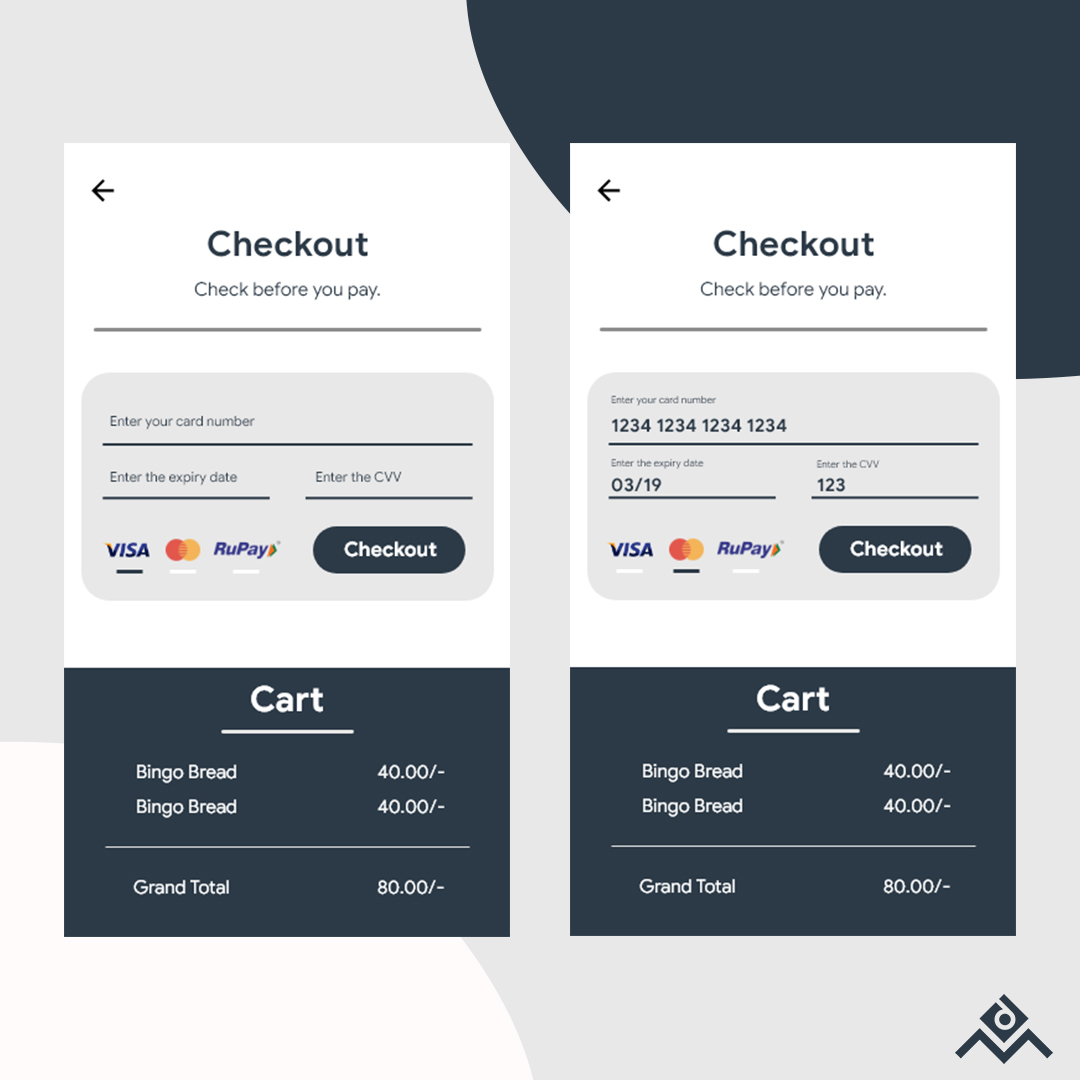 Checkout
Check before you pay.
Enter your card number
Enter the expiry date
Enter the CVV
VISA
RuPay
Checkout
Cart
Bingo Bread 40.00/-
Bingo Bread 40.00/-
Grand Total 80.00/-
Checkout
Check before you pay.
Enter your card number
1234 1234 1234 1234
Enter the expiry date
03/19
Enter the CVV
123
VISA
RuPay
Checkout
Cart
Bingo Bread 40.00/-
Bingo Bread 40.00/-
Grand Total 80.00/-